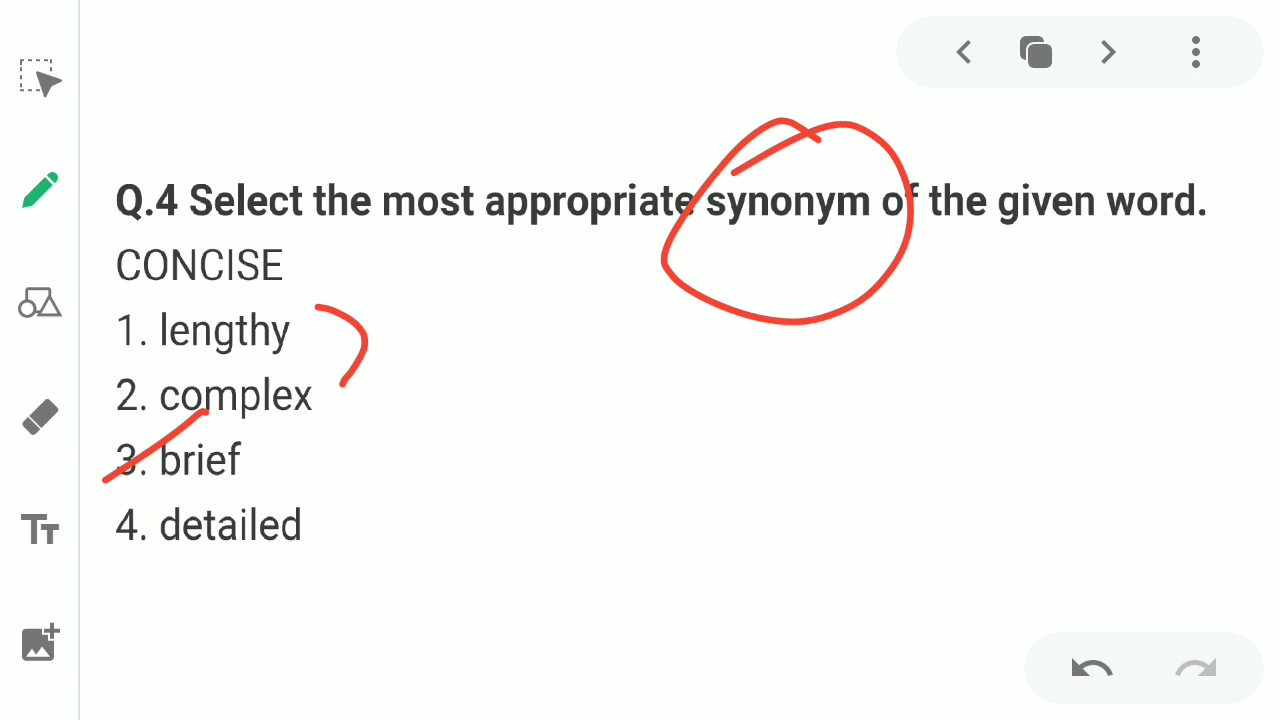 Q.4 Select the most appropriate synonym of the given word.
CONCISE
1. lengthy
2. complex
3. brief
4. detailed
Tт